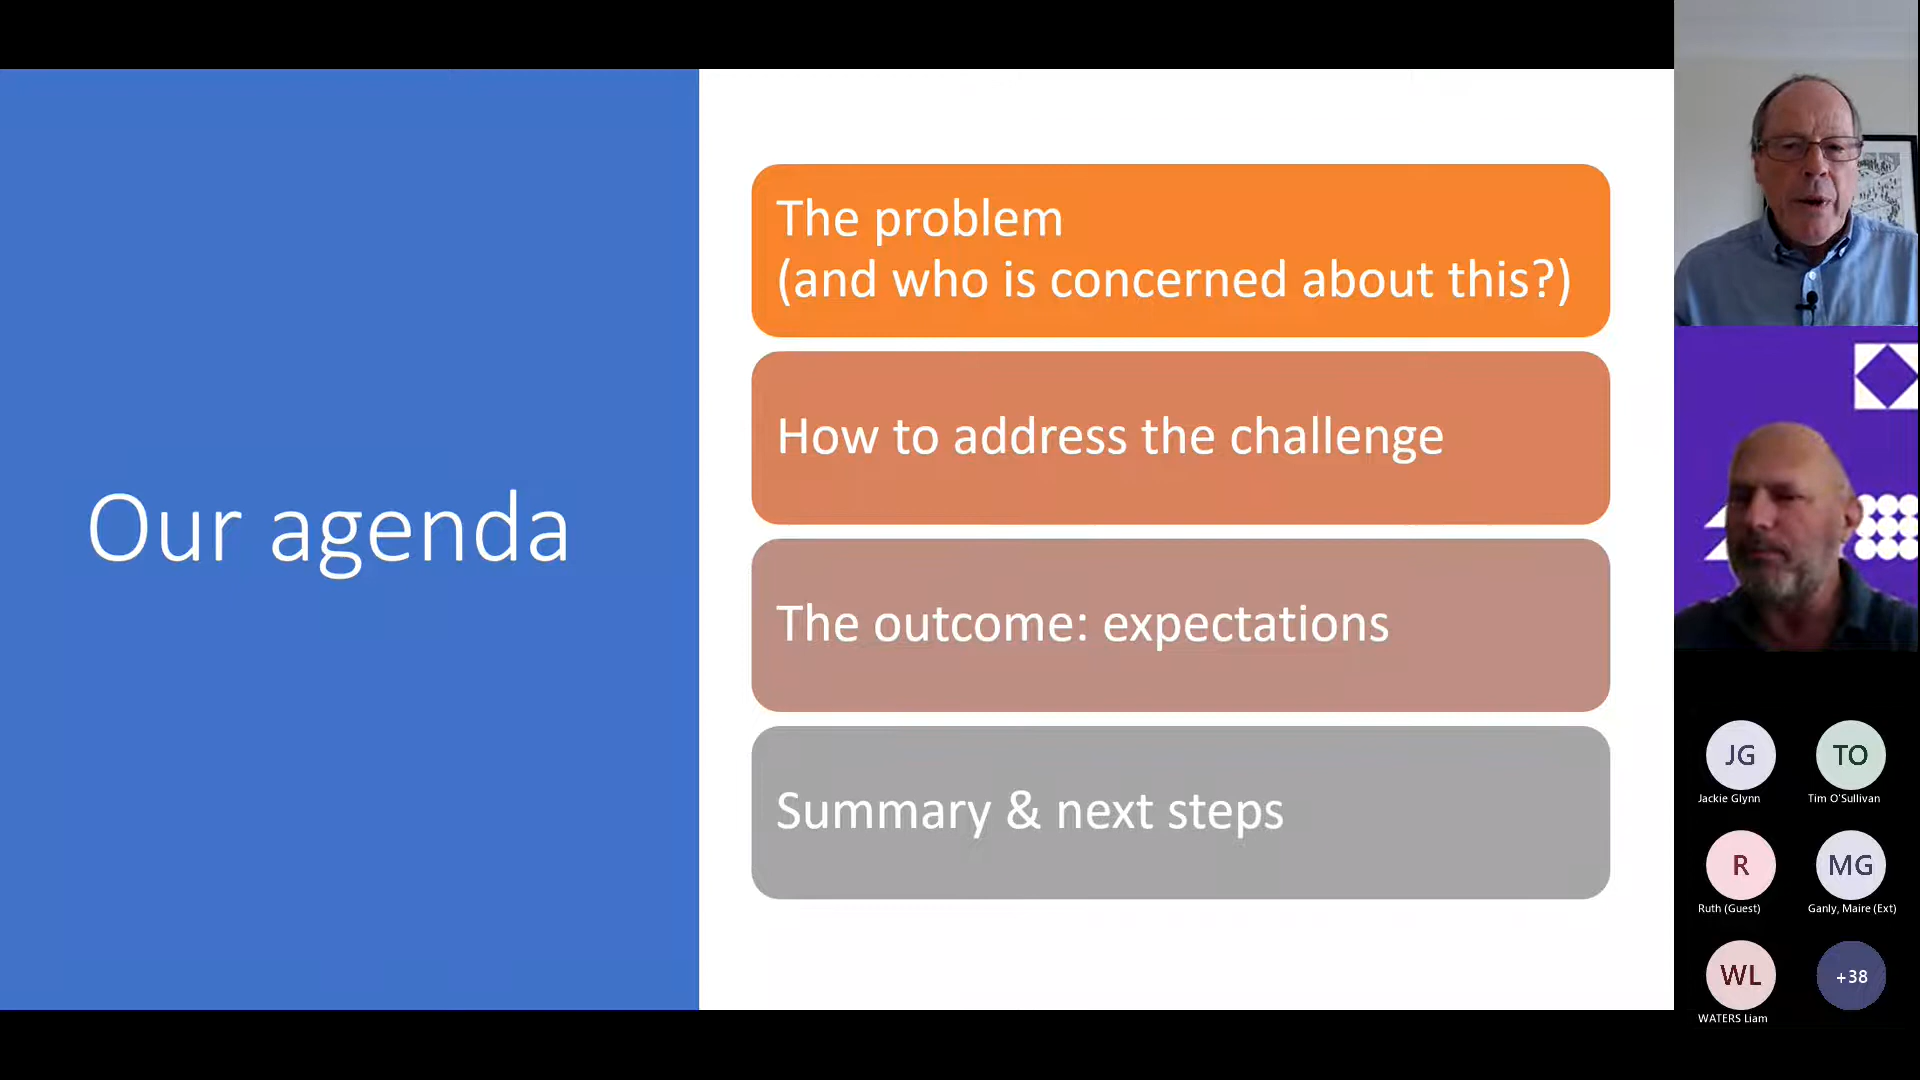 Our agenda
The problem
(and who is concerned about this?)
How to address the challenge
The outcome: expectations
Summary & next steps
JG
Jackie Glynn
TO
Tim O'Sullivan
R
Ruth (Guest)
MG
Ganly, Maire (Ext)
WL
WATERS Liam
+38